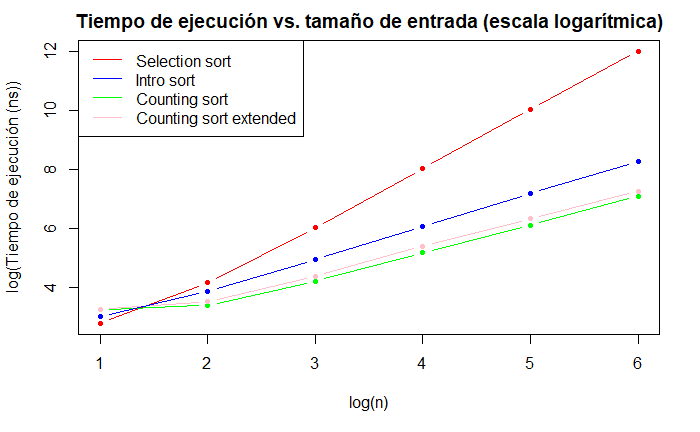 Tiempo de ejecución vs. tamaño de entrada (escala logarítmica)
log(Tiempo de ejecución (ns))
12
10
8
6
4
Selection sort
Intro sort
Counting sort
Counting sort extended
1 2 3 4 5 6
log(n)